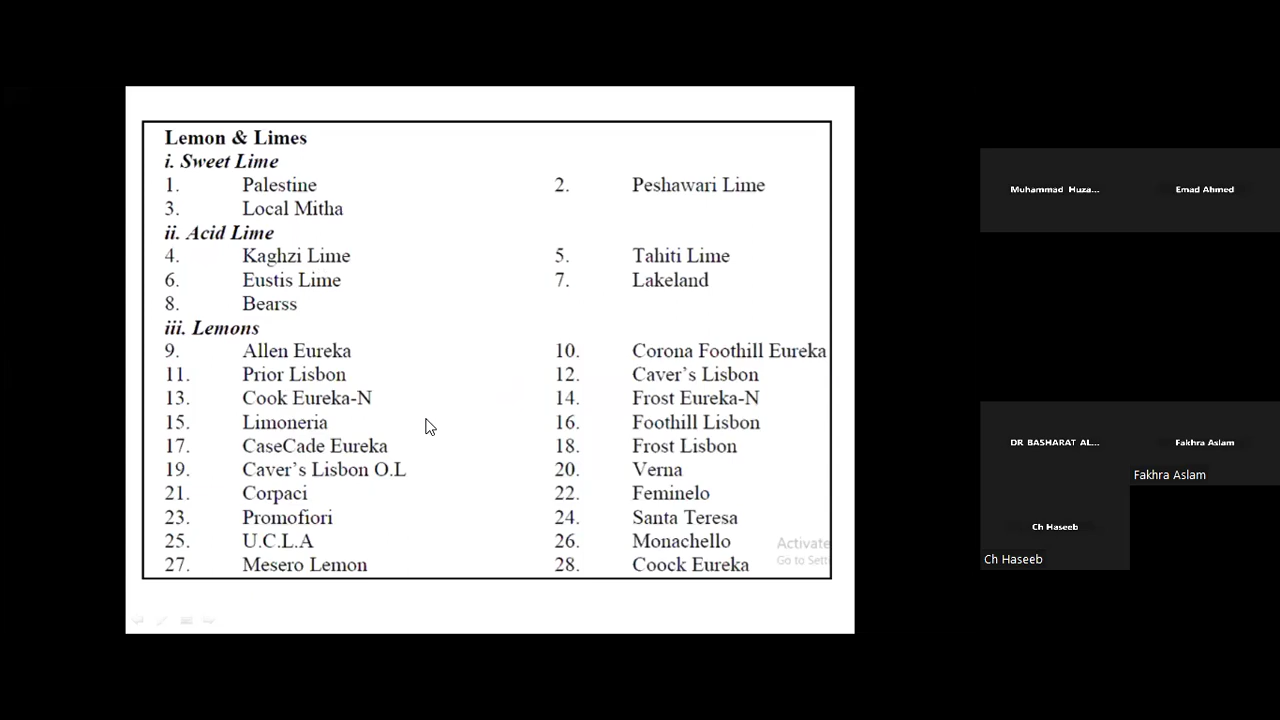 Lemon & Limes
i. Sweet Lime
1. Palestine 2. Peshawari Lime
3. Local Mitha
ii. Acid Lime
4. Kaghzi Lime 5. Tahiti Lime
6. Eustis Lime 7. Lakeland
8. Bearss
iii. Lemons
9. Allen Eureka 10. Corona Foothill Eureka
11. Prior Lisbon 12. Caver’s Lisbon
13. Cook Eureka-N 14. Frost Eureka-N
15. Limoneria 16. Foothill Lisbon
17. CaseCade Eureka 18. Frost Lisbon
19. Caver’s Lisbon O.L 20. Verna
21. Corpaci 22. Feminelo
23. Promofiori 24. Santa Teresa
25. U.C.L.A 26. Monachello
27. Mesero Lemon 28. Coock Eureka
Activate
Go to Sett
Muhammad Huza...
Emad Ahmed
DR BASHARAT AL...
Fakhra Aslam
Fakhra Aslam
Ch Haseeb
Ch Haseeb